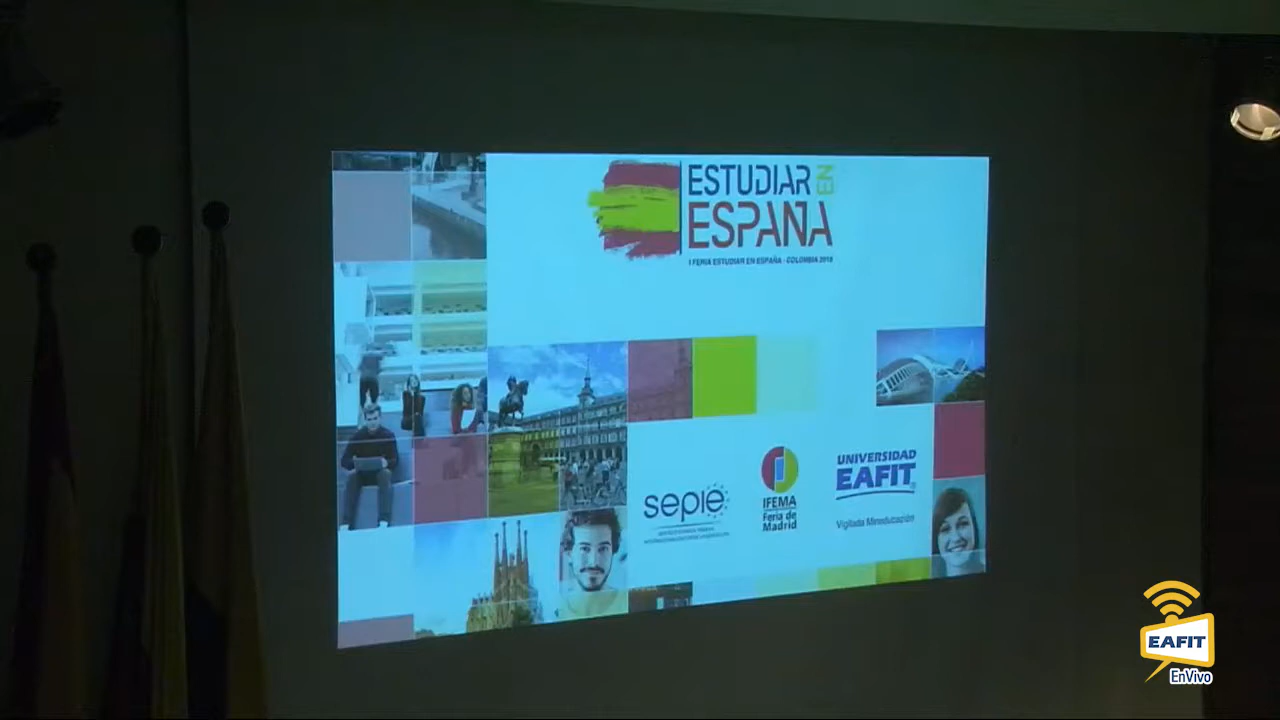 ESTUDIAR EN
ESPAÑA
I FERIA ESTUDIAR EN ESPAÑA - COLOMBIA 2018
sepie
IFEMA
Feria de
Madrid
UNIVERSIDAD
EAFIT
Vigilada Mineducación
EAFIT
EnVivo